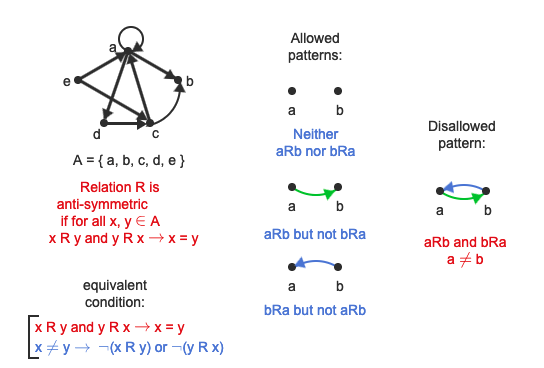 a
e
b
d
c
A = { a, b, c, d, e }
Relation R is
anti-symmetric
if for all x, y ∈ A
x R y and y R x → x = y
equivalent
condition:
x R y and y R x → x = y
x ≠ y → ¬(x R y) or ¬(y R x)
Allowed
patterns:
a b
Neither
aRb nor bRa
a b
aRb but not bRa
a b
bRa but not aRb
Disallowed
pattern:
a b
aRb and bRa
a ≠ b